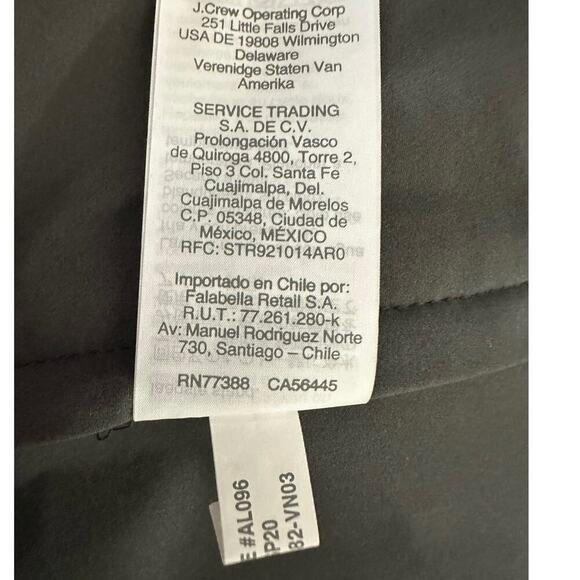 J.Crew Operating Corp
251 Little Falls Drive
USA DE 19808 Wilmington
Delaware
Verenidge Staten Van
Amerika
SERVICE TRADING
S.A. DE C.V.
Prolongación Vasco
de Quiroga 4800, Torre 2,
Piso 3 Col. Santa Fe
Cuajimalpa, Del.
Cuajimalpa de Morelos
C.P. 05348, Ciudad de
México, MÉXICO
RFC: STR921014AR0
Importado en Chile por:
Falabella Retail S.A.
R.U.T.: 77.261.280-k
Av: Manuel Rodriguez Norte
730, Santiago – Chile
RN77388 CA56445
E #AL096
P20
82-VN03